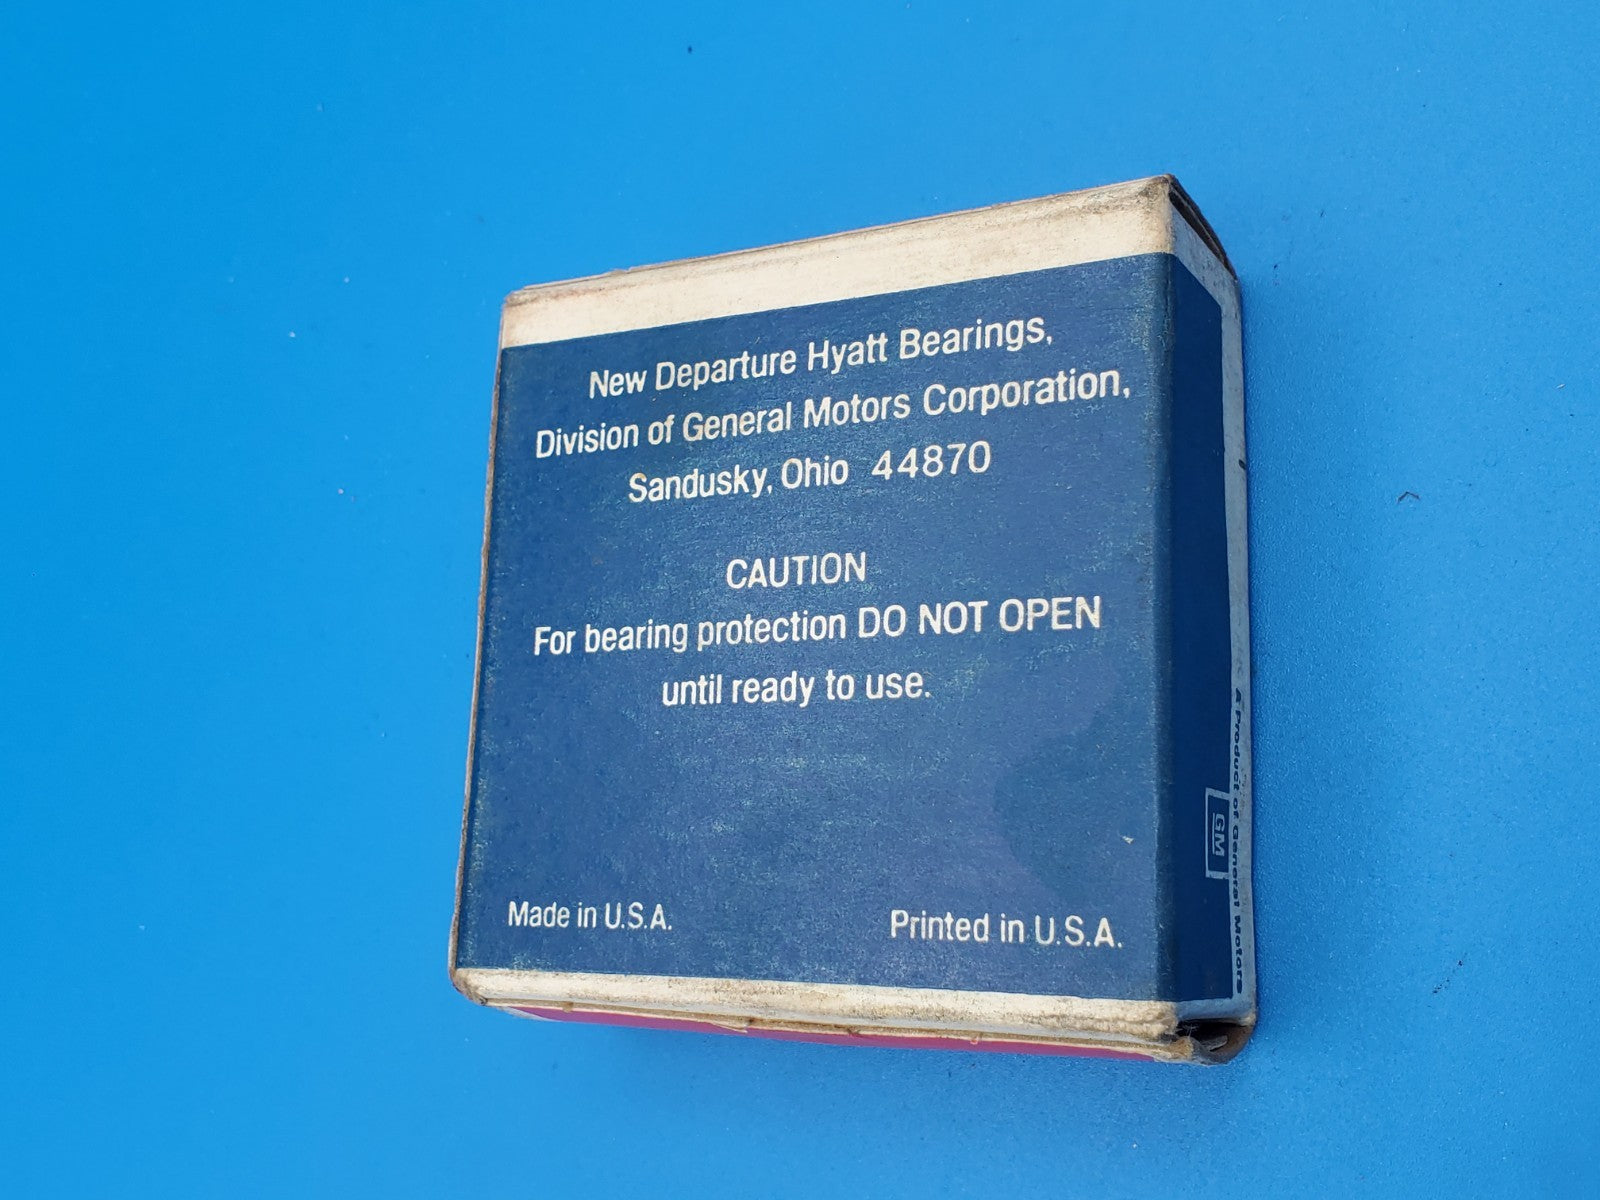 New Departure Hyatt Bearings,
Division of General Motors Corporation,
Sandusky, Ohio 44870
CAUTION
For bearing protection DO NOT OPEN
until ready to use.
Made in U.S.A.
Printed in U.S.A.
GM
A Product of General Motors